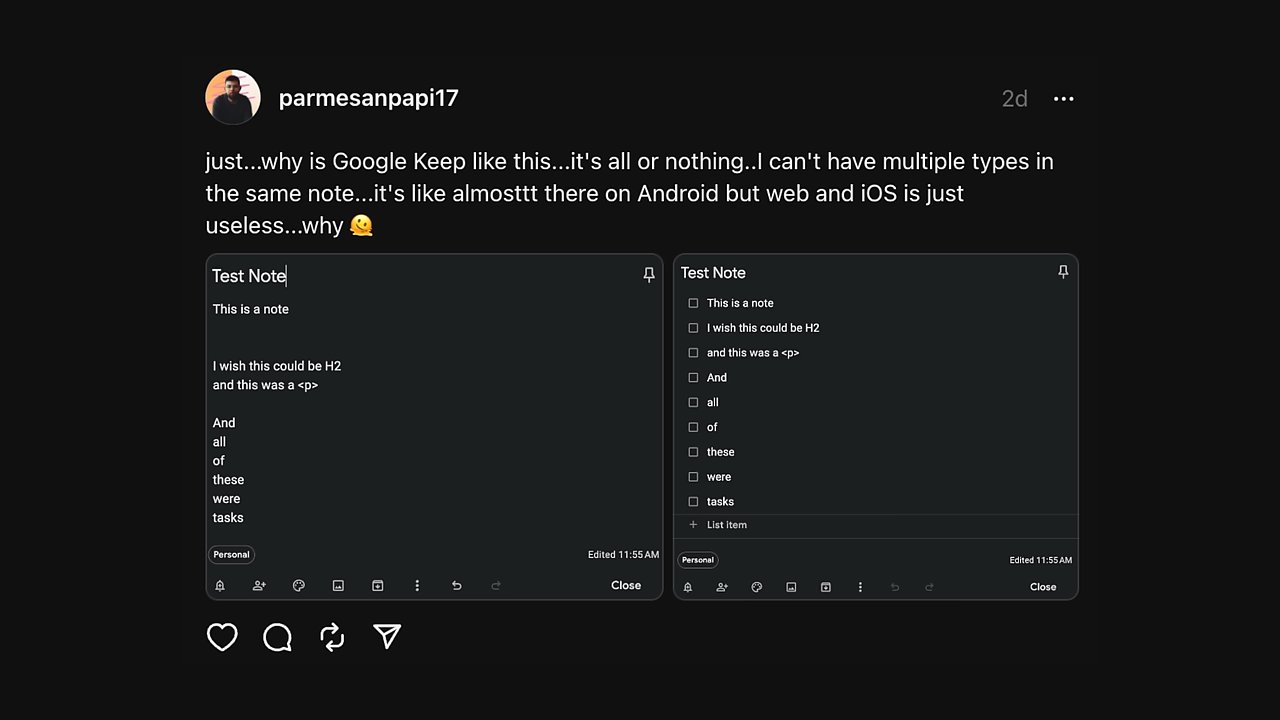 parmesanpapi17
2d
just...why is Google Keep like this...it's all or nothing..I can't have multiple types in
the same note...it's like almosttt there on Android but web and iOS is just
useless...why 🫠
Test Note
This is a note
I wish this could be H2
and this was a <p>
And
all
of
these
were
tasks
Personal
Edited 11:55 AM
Close
Test Note
This is a note
I wish this could be H2
and this was a <p>
And
all
of
these
were
tasks
+ List item
Personal
Edited 11:55 AM
Close